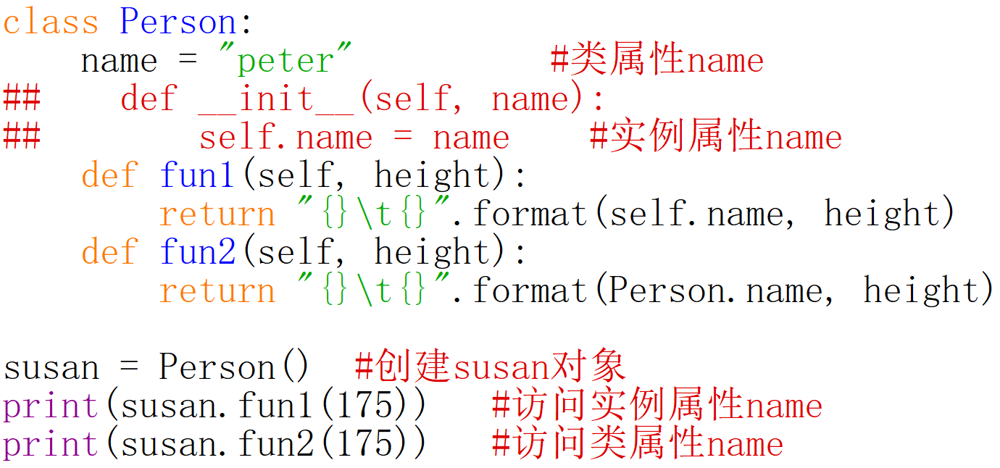 class Person:
    name = "peter"          #类属性name
##    def __init__(self, name):
##        self.name = name    #实例属性name
    def fun1(self, height):
        return "{}\t{}".format(self.name, height)
    def fun2(self, height):
        return "{}\t{}".format(Person.name, height)

susan = Person()  #创建susan对象
print(susan.fun1(175))   #访问实例属性name
print(susan.fun2(175))   #访问类属性name